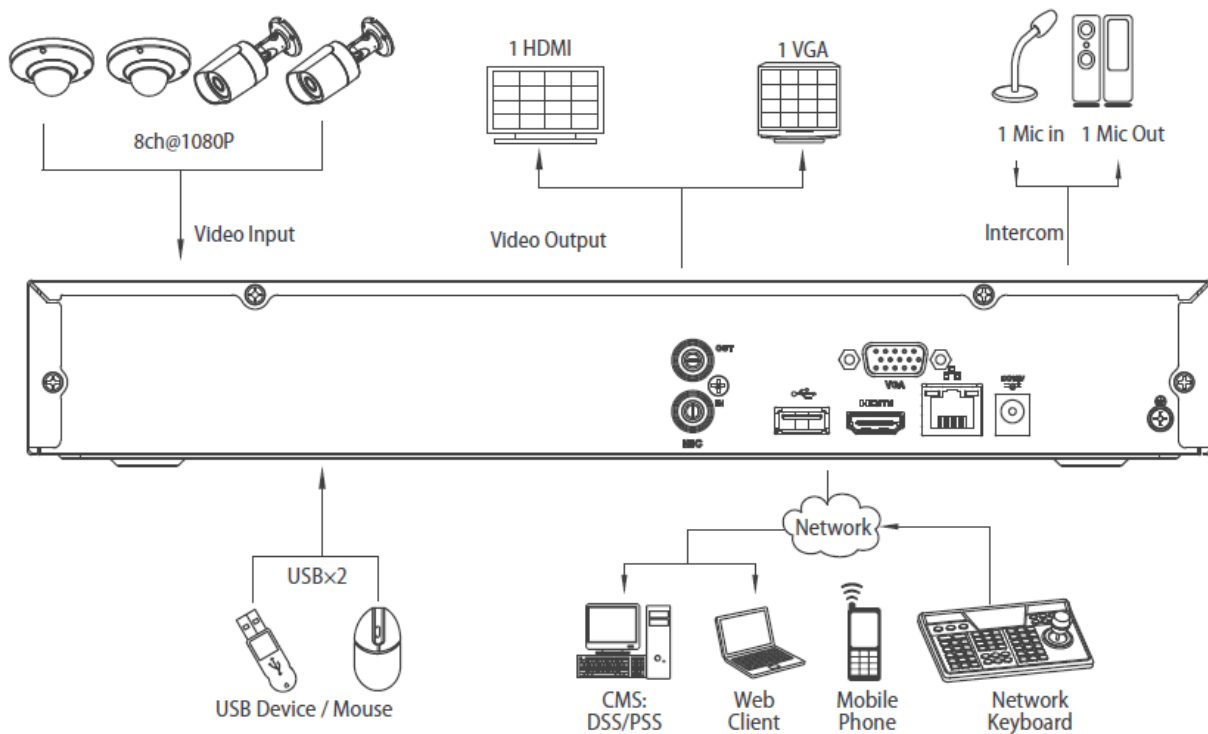 1 HDMI
1 VGA
8ch@1080P
1 Mic in
1 Mic Out
Video Input
Video Output
Intercom
OUT
VGA
IN
HDMI
MIC
Network
USB×2
USB Device / Mouse
CMS:
DSS/PSS
Web
Client
Mobile
Phone
Network
Keyboard